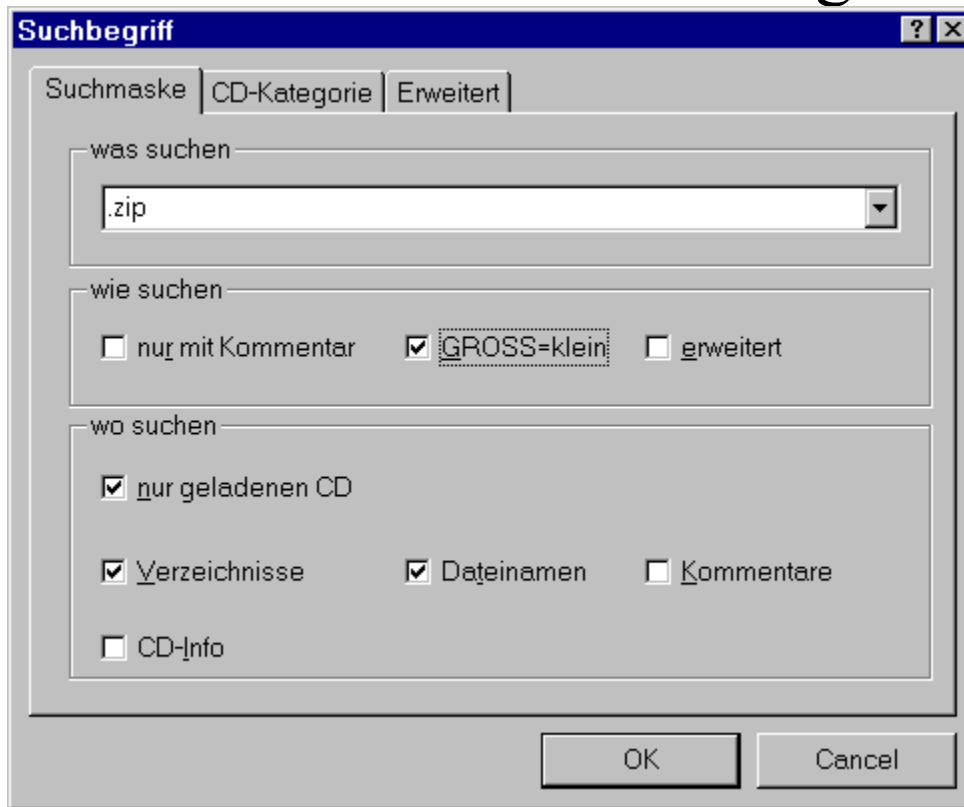 Suchbegriff
Suchmaske CD-Kategorie Erweitert
was suchen
.zip
wie suchen
nur mit Kommentar GROSS=klein erweitert
wo suchen
nur geladenen CD
Verzeichnisse Dateinamen Kommentare
CD-Info
OK Cancel